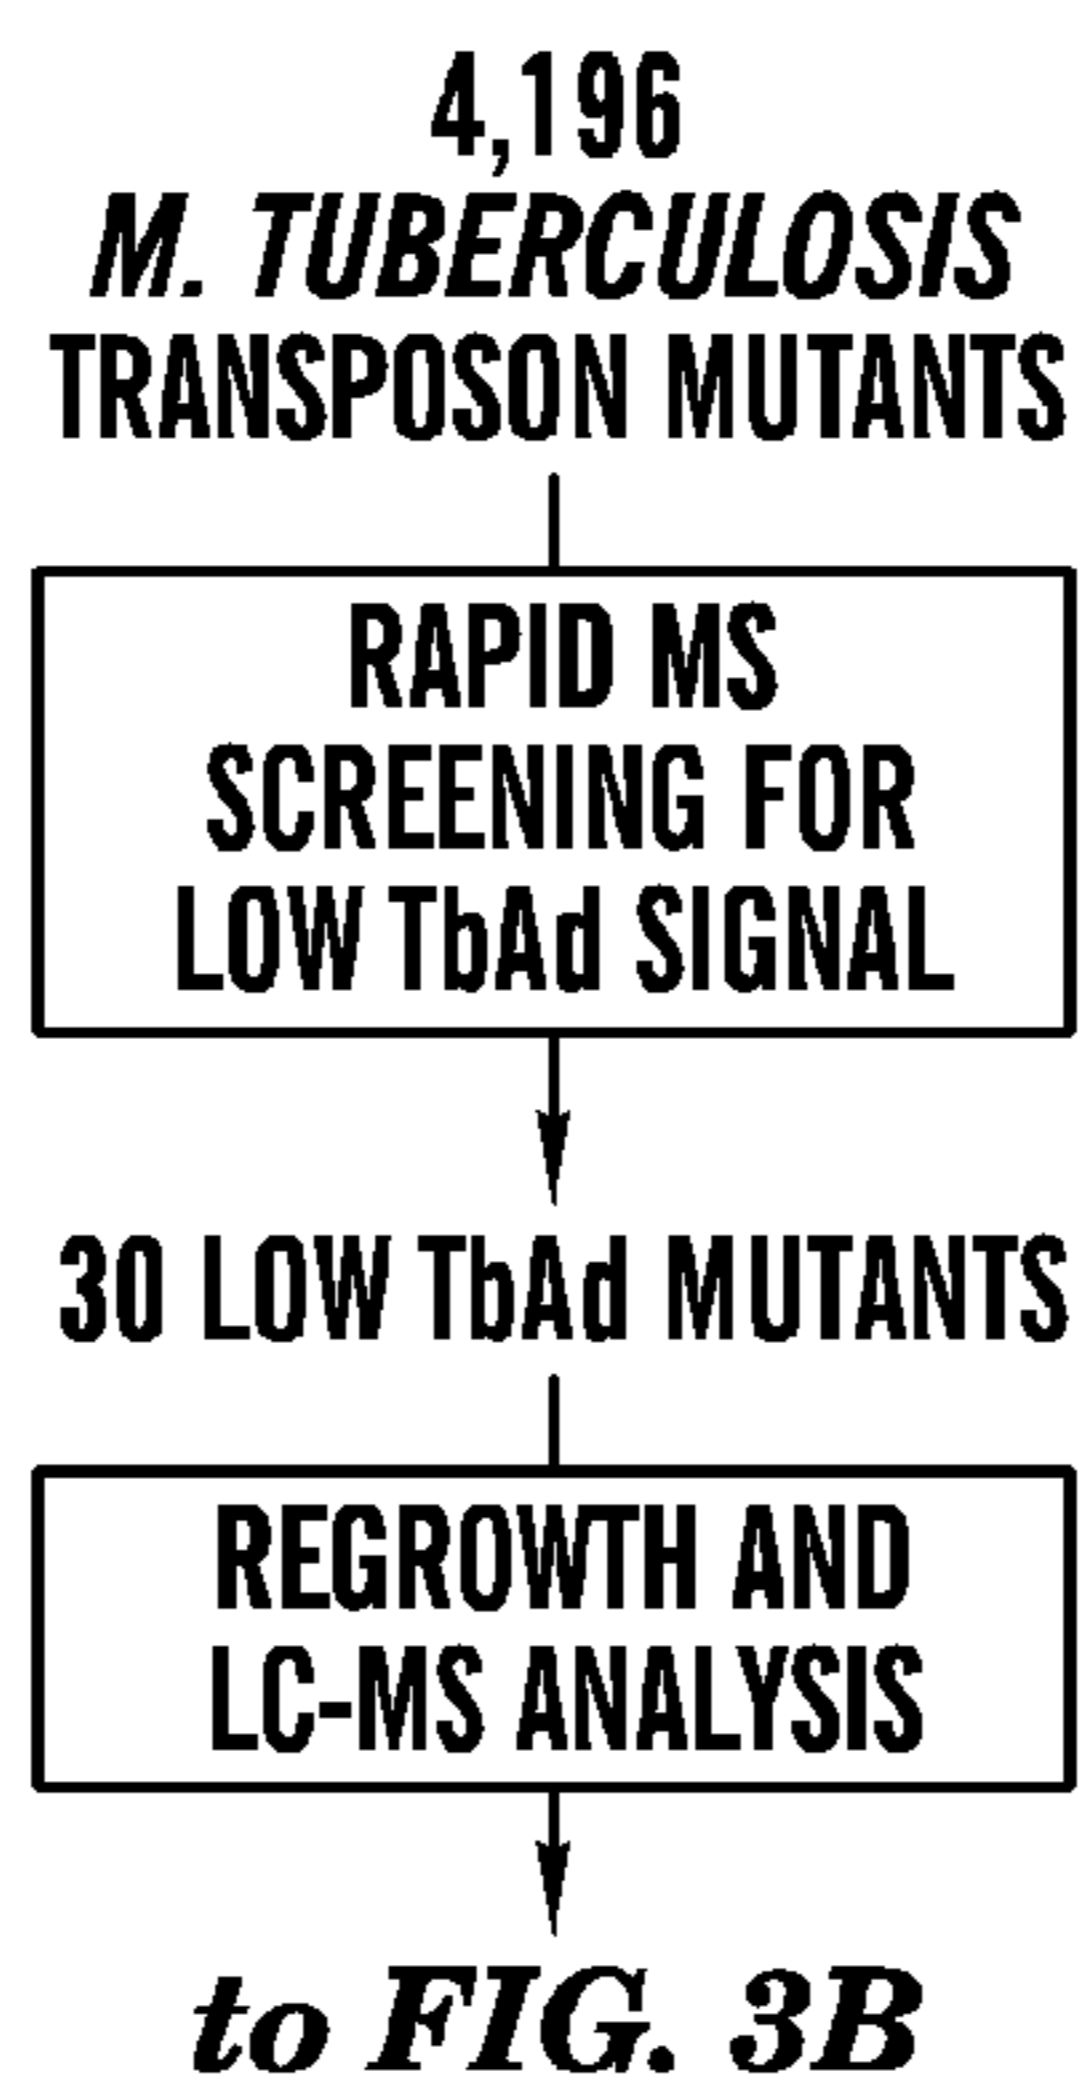 4,196
M. TUBERCULOSIS
TRANSPOSON MUTANTS
RAPID MS
SCREENING FOR
LOW TbAd SIGNAL
30 LOW TbAd MUTANTS
REGROWTH AND
LC-MS ANALYSIS
to FIG. 3B